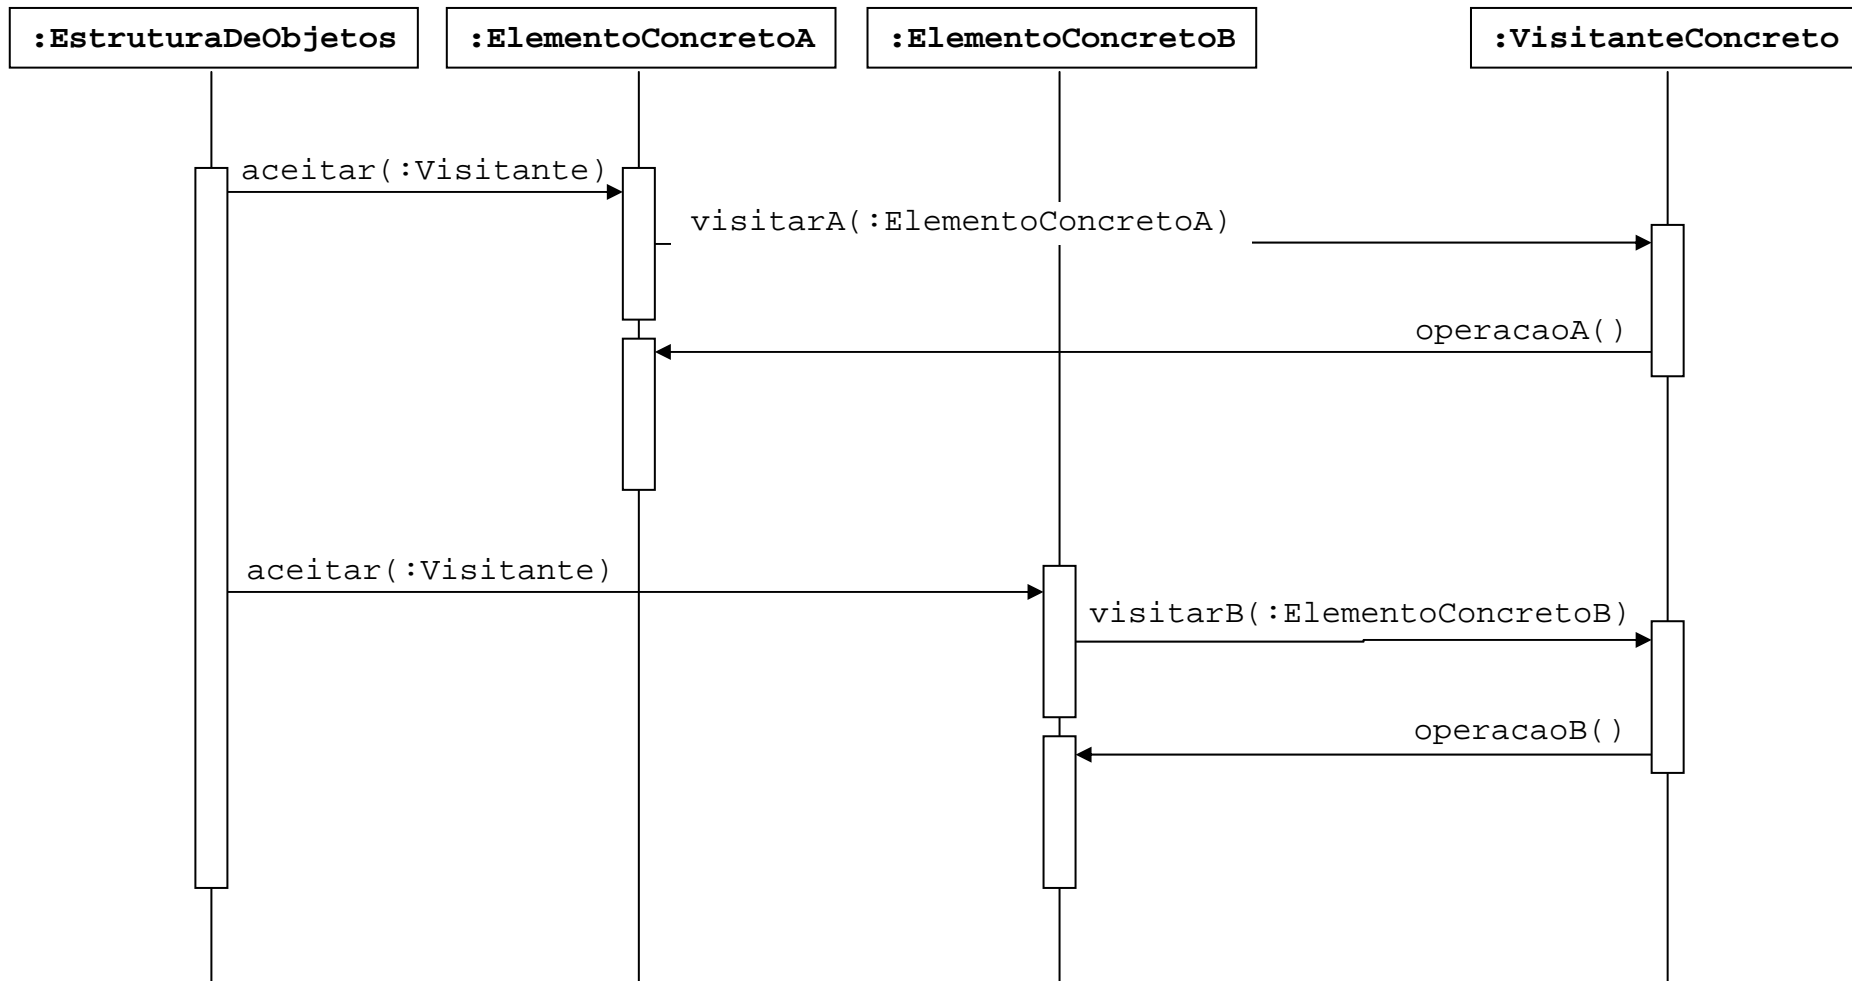 :EstruturaDeObjetos
:ElementoConcretoA
:ElementoConcretoB
:VisitanteConcreto
aceitar(:Visitante)
visitarA(:ElementoConcretoA)
operacaoA()
aceitar(:Visitante)
visitarB(:ElementoConcretoB)
operacaoB()